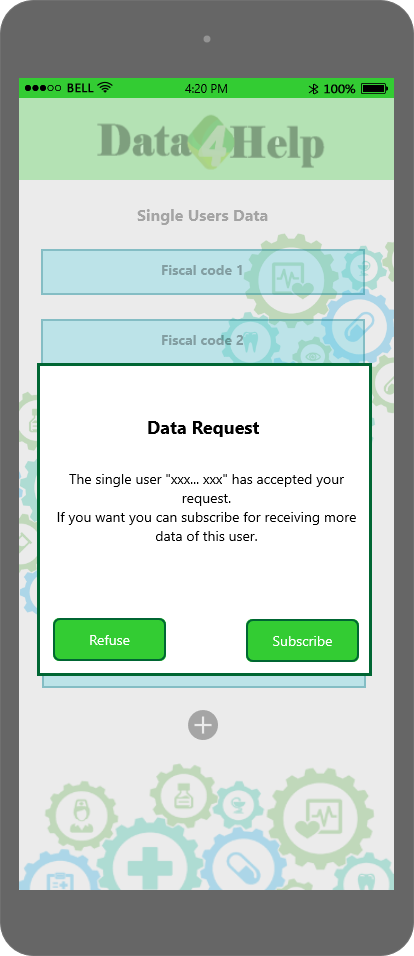 BELL 4:20 PM 100%
Data4Help
Single Users Data
Fiscal code 1
Fiscal code 2
Data Request
The single user "xxx... xxx" has accepted your
request.
If you want you can subscribe for receiving more
data of this user.
Refuse Subscribe